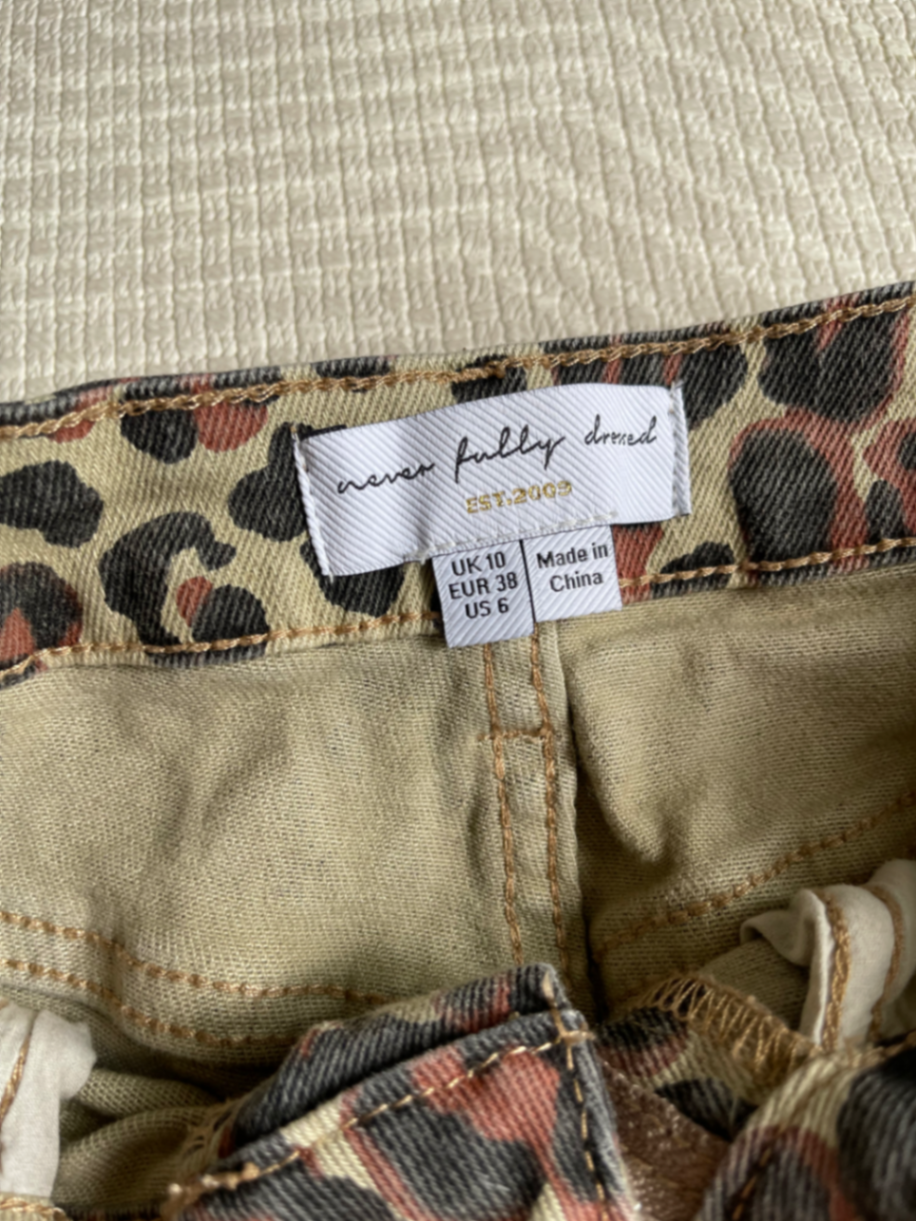 never fully dressed
EST.2009
UK 10
EUR 38
US 6
Made in
China